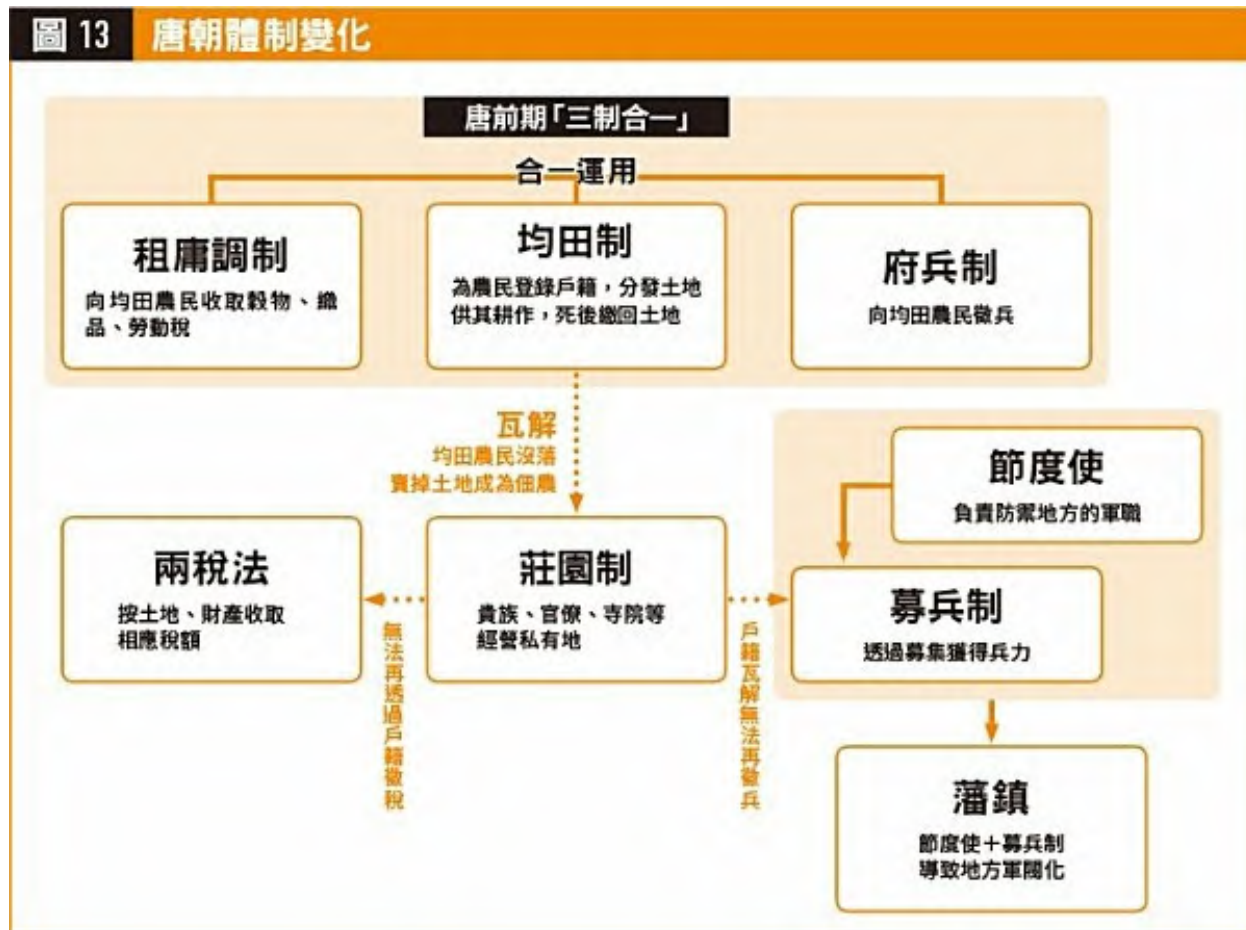 圖 13 唐朝體制變化
唐前期「三制合一」
合一運用
租庸調制
向均田農民收取穀物、織
品、勞動稅
均田制
為農民登錄戶籍，分發土地
供其耕作，死後繳回土地
府兵制
向均田農民徵兵
瓦解
均田農民沒落
賣掉土地成為佃農
節度使
負責防禦地方的軍職
兩稅法
按土地、財產收取
相應稅額
無法再透過戶籍徵稅
莊園制
貴族、官僚、寺院等
經營私有地
戶籍瓦解無法再徵兵
募兵制
透過募集獲得兵力
藩鎮
節度使＋募兵制
導致地方軍閥化